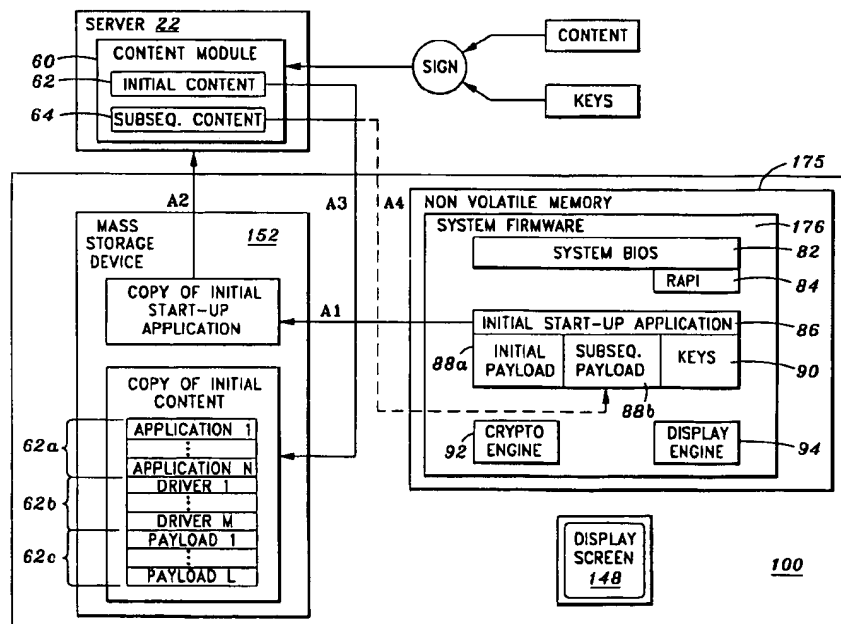 SERVER 22
60
CONTENT MODULE
62
INITIAL CONTENT
64
SUBSEQ. CONTENT
SIGN
CONTENT
KEYS
A2
A3
A4
175
NON VOLATILE MEMORY
176
SYSTEM FIRMWARE
SYSTEM BIOS
82
RAPI
84
MASS
STORAGE
DEVICE
152
COPY OF INITIAL
START-UP
APPLICATION
A1
INITIAL START-UP APPLICATION
86
88a
INITIAL
PAYLOAD
SUBSEQ.
PAYLOAD
KEYS
90
88b
92
CRYPTO
ENGINE
DISPLAY
ENGINE
94
COPY OF INITIAL
CONTENT
62a
APPLICATION 1
APPLICATION N
62b
DRIVER 1
DRIVER M
62c
PAYLOAD 1
PAYLOAD L
DISPLAY
SCREEN
148
100